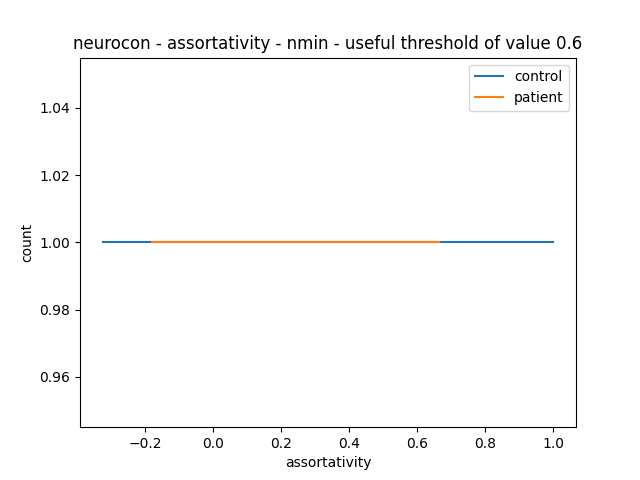 neurocon - assortativity - nmin - useful threshold of value 0.6
control
patient
1.04
1.02
1.00
0.98
0.96
count
−0.2 0.0 0.2 0.4 0.6 0.8 1.0
assortativity